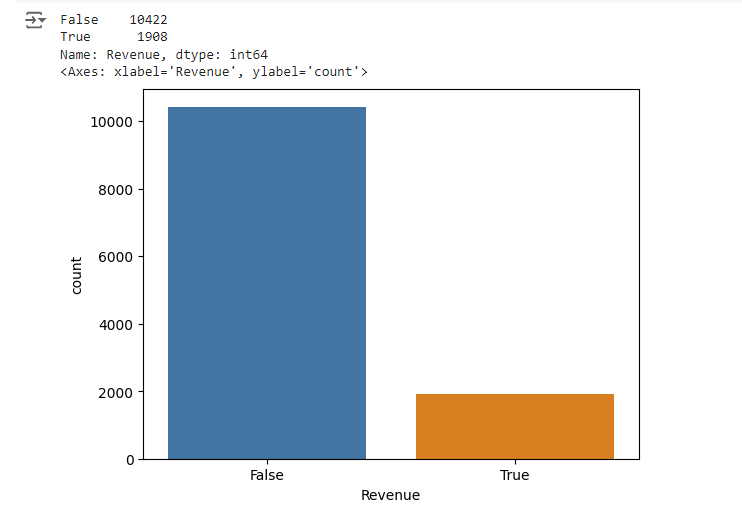 False    10422
True      1908
Name: Revenue, dtype: int64
<Axes: xlabel='Revenue', ylabel='count'>
10000
8000
6000
4000
2000
0
count
False
True
Revenue